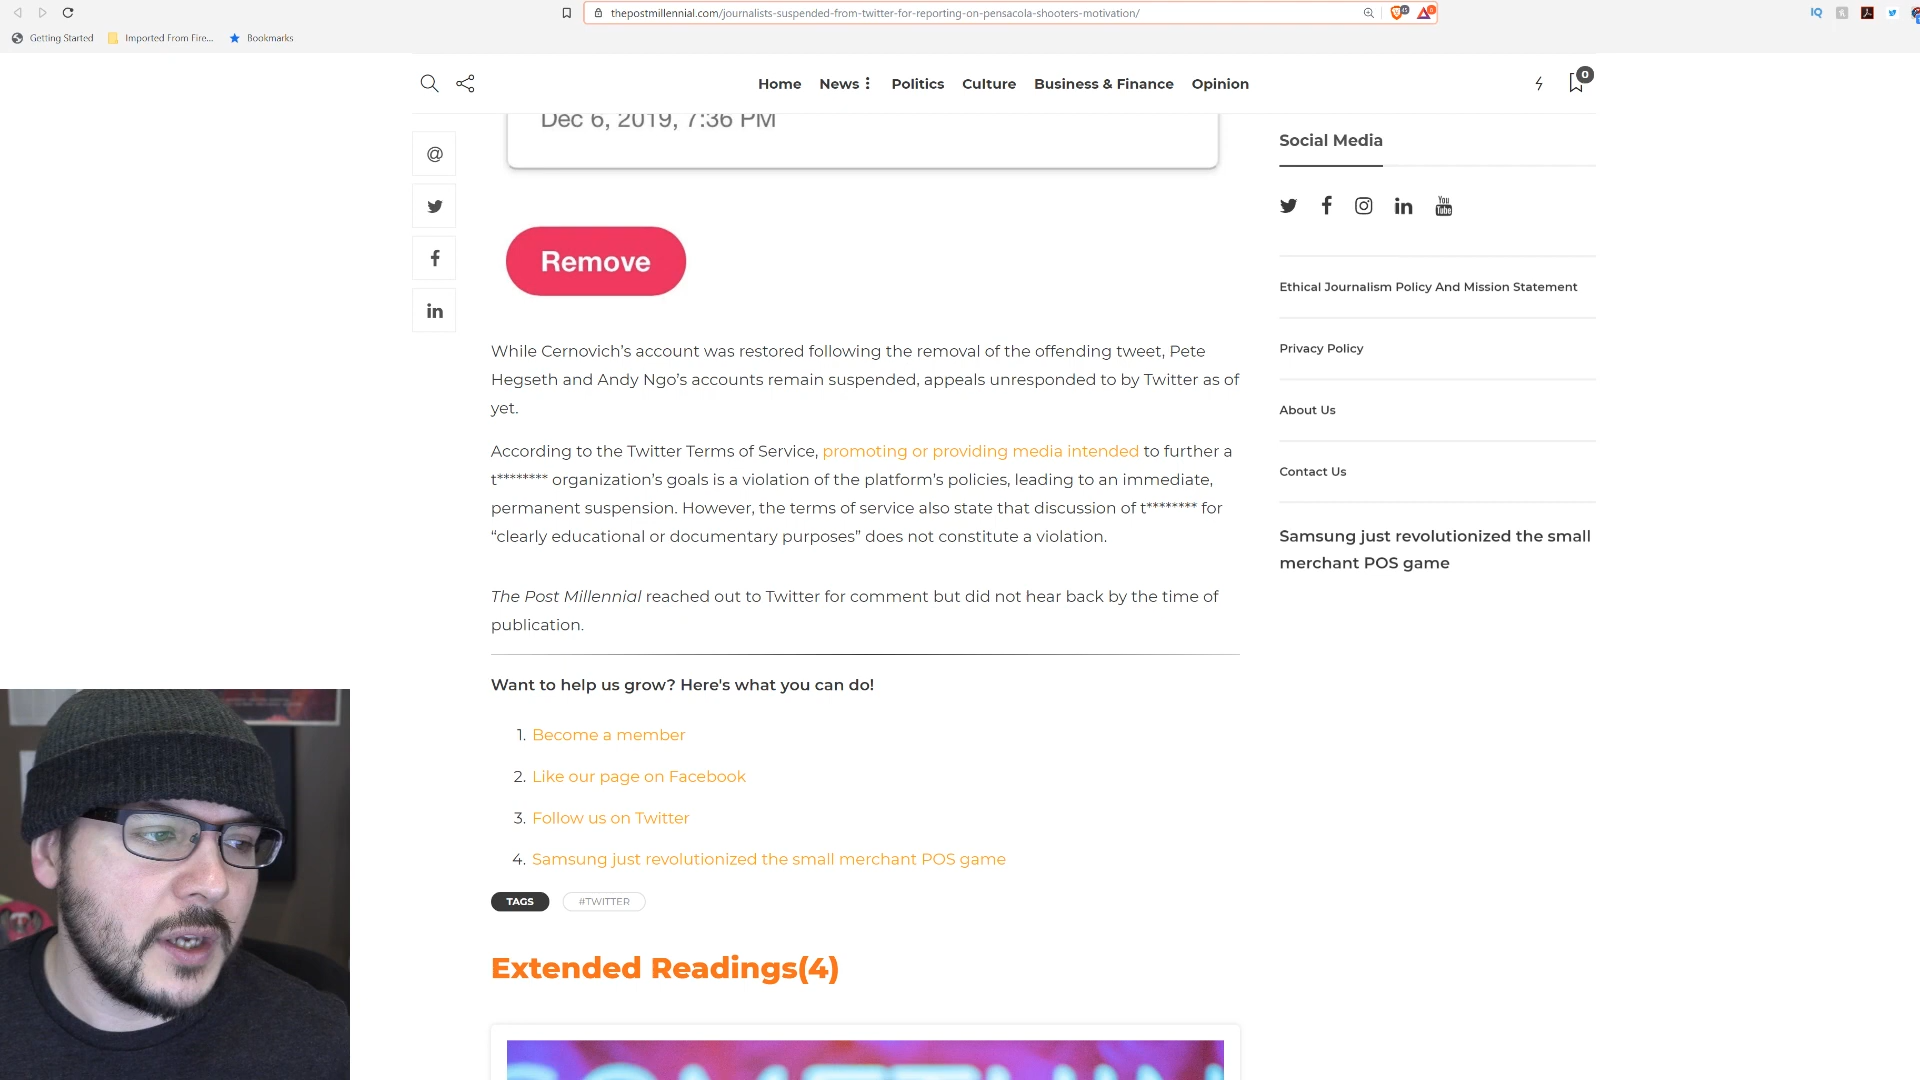 thepostmillennial.com/journalists-suspended-from-twitter-for-reporting-on-pensacola-shooters-motivation/
Getting Started
Imported From Fire...
Bookmarks
Home
News
Politics
Culture
Business & Finance
Opinion
0
Dec 6, 2019, 7:36 PM
Remove
While Cernovich’s account was restored following the removal of the offending tweet, Pete
Hegseth and Andy Ngo’s accounts remain suspended, appeals unresponded to by Twitter as of
yet.
According to the Twitter Terms of Service, promoting or providing media intended to further a
t******** organization’s goals is a violation of the platform’s policies, leading to an immediate,
permanent suspension. However, the terms of service also state that discussion of t******** for
“clearly educational or documentary purposes” does not constitute a violation.
The Post Millennial reached out to Twitter for comment but did not hear back by the time of
publication.
Want to help us grow? Here's what you can do!
1. Become a member
2. Like our page on Facebook
3. Follow us on Twitter
4. Samsung just revolutionized the small merchant POS game
TAGS
#TWITTER
Extended Readings(4)
Social Media
You
Tube
Ethical Journalism Policy And Mission Statement
Privacy Policy
About Us
Contact Us
Samsung just revolutionized the small
merchant POS game